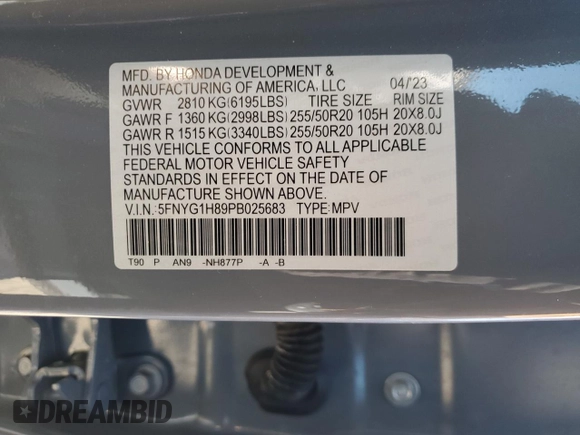 MFD. BY HONDA DEVELOPMENT &
MANUFACTURING OF AMERICA, LLC 04/'23
GVWR 2810 KG(6195LBS) TIRE SIZE RIM SIZE
GAWR F 1360 KG(2998LBS) 255/50R20 105H 20X8.0J
GAWR R 1515 KG(3340LBS) 255/50R20 105H 20X8.0J
THIS VEHICLE CONFORMS TO ALL APPLICABLE
FEDERAL MOTOR VEHICLE SAFETY
STANDARDS IN EFFECT ON THE DATE OF
MANUFACTURE SHOWN ABOVE.
V.I.N.:5FNYG1H89PB025683 TYPE:MPV
T90 P AN9 -NH877P -A -B
DREAMBID